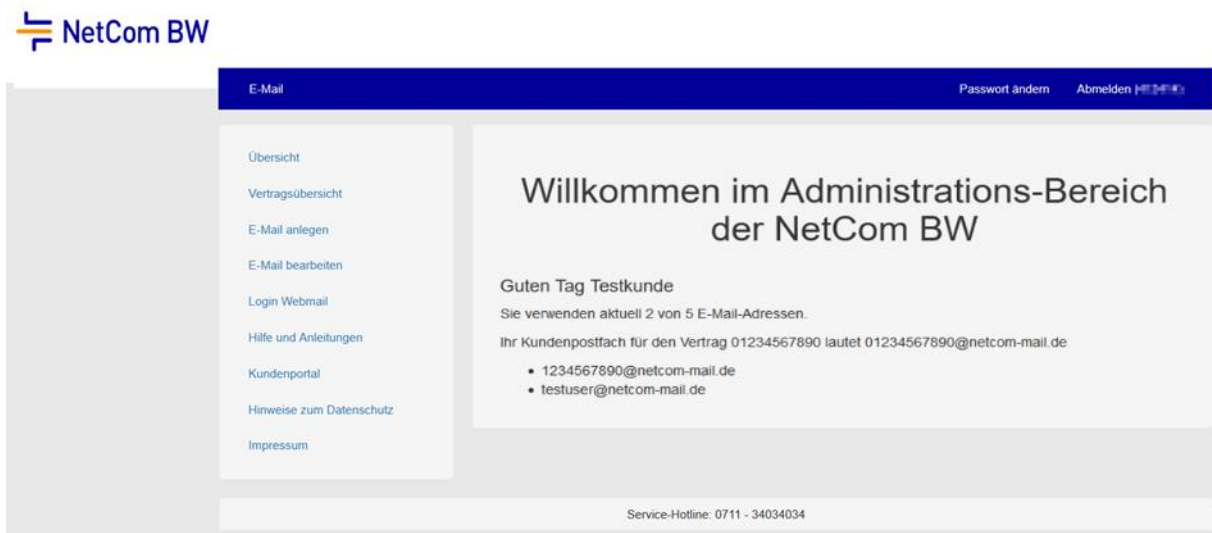 NetCom BW
E-Mail
Passwort ändern
Abmelden
Übersicht
Vertragsübersicht
E-Mail anlegen
E-Mail bearbeiten
Login Webmail
Hilfe und Anleitungen
Kundenportal
Hinweise zum Datenschutz
Impressum
Willkommen im Administrations-Bereich
der NetCom BW
Guten Tag Testkunde
Sie verwenden aktuell 2 von 5 E-Mail-Adressen.
Ihr Kundenpostfach für den Vertrag 01234567890 lautet 01234567890@netcom-mail.de
• 1234567890@netcom-mail.de
• testuser@netcom-mail.de
Service-Hotline: 0711 - 34034034